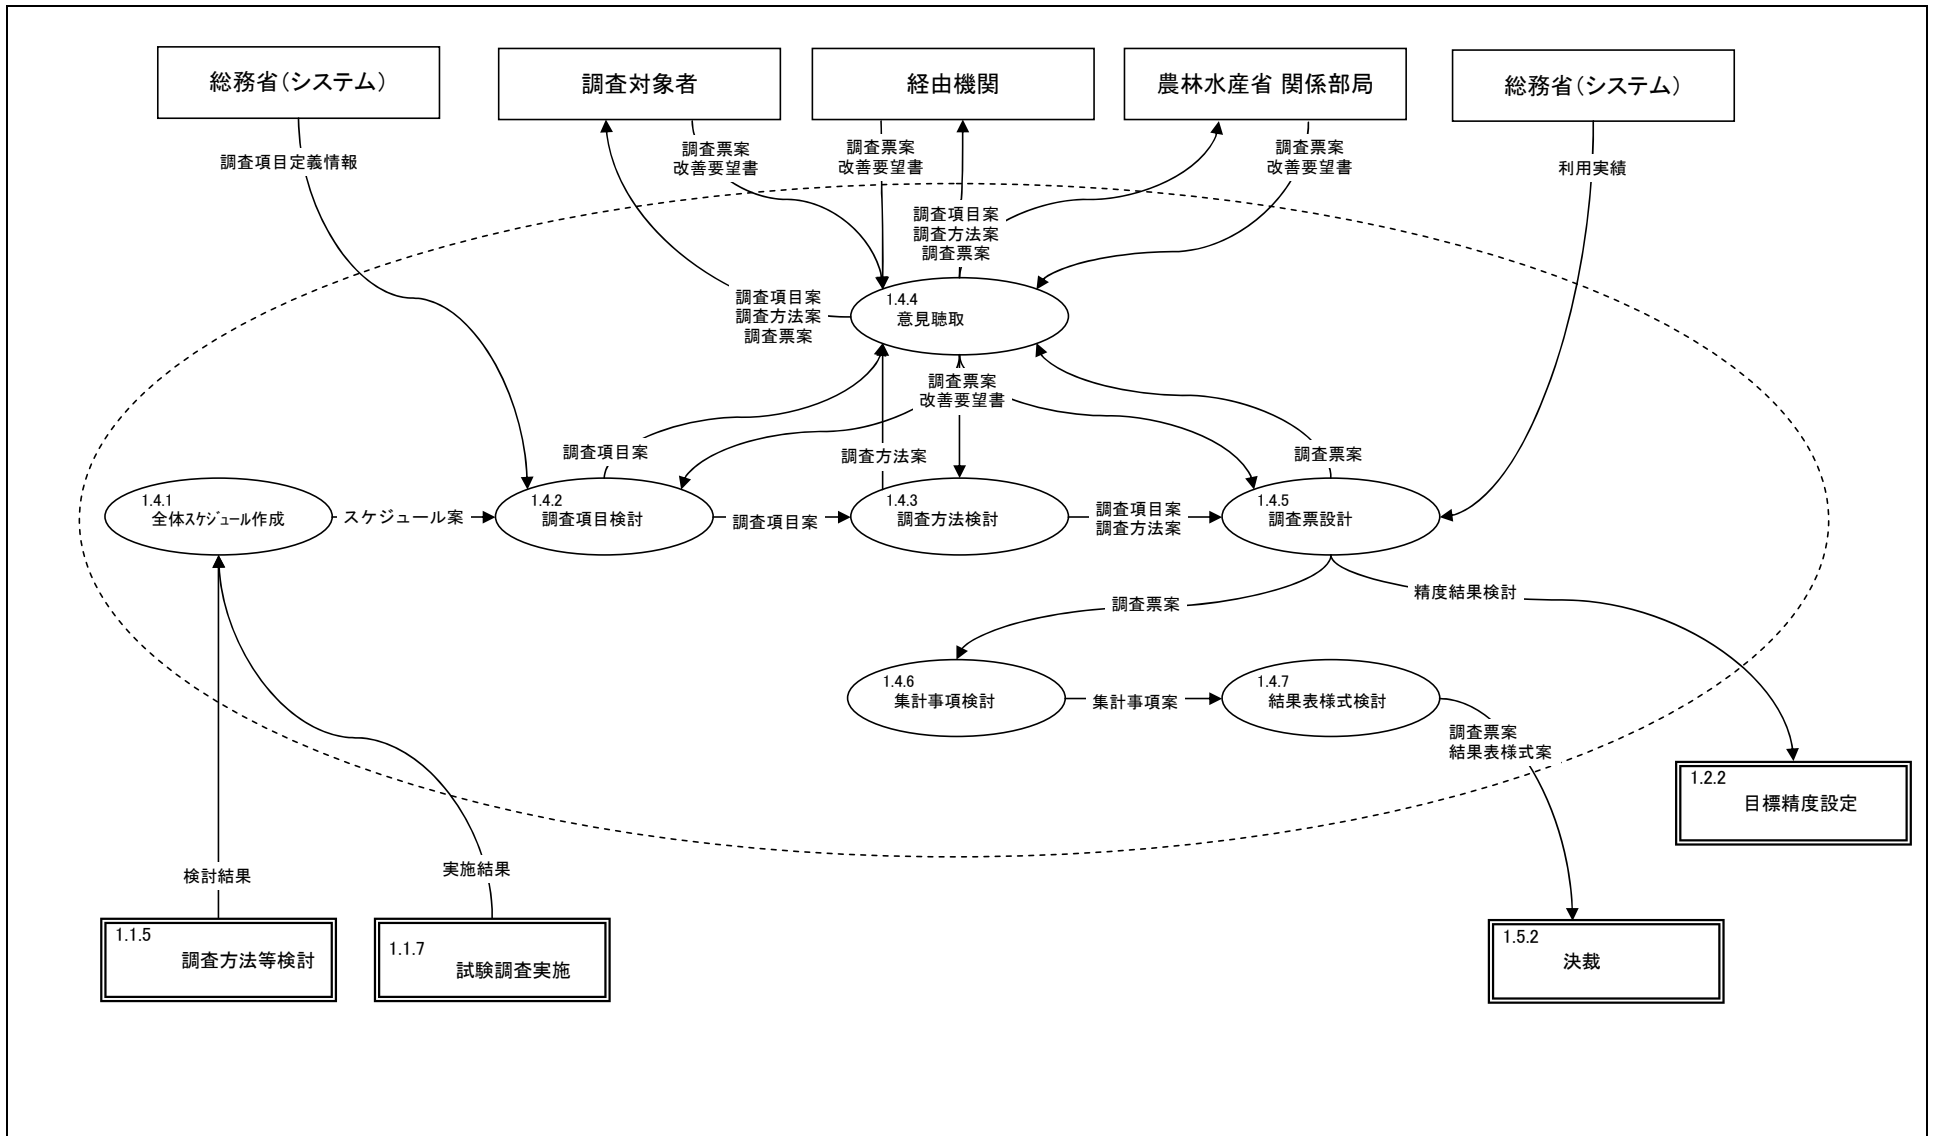 総務省(システム)
調査対象者
経由機関
農林水産省 関係部局
総務省(システム)
調査項目定義情報
調査票案
改善要望書
調査票案
改善要望書
調査票案
改善要望書
利用実績
調査項目案
調査方法案
調査票案
調査項目案
調査方法案
調査票案
1.4.4
意見聴取
調査票案
改善要望書
調査項目案
調査方法案
調査票案
1.4.1
全体ｽｹｼﾞｭｰﾙ作成
スケジュール案
1.4.2
調査項目検討
調査項目案
1.4.3
調査方法検討
調査項目案
調査方法案
1.4.5
調査票設計
調査票案
精度結果検討
1.4.6
集計事項検討
集計事項案
1.4.7
結果表様式検討
調査票案
結果表様式案
1.2.2
目標精度設定
検討結果
実施結果
1.1.5
調査方法等検討
1.1.7
試験調査実施
1.5.2
決裁